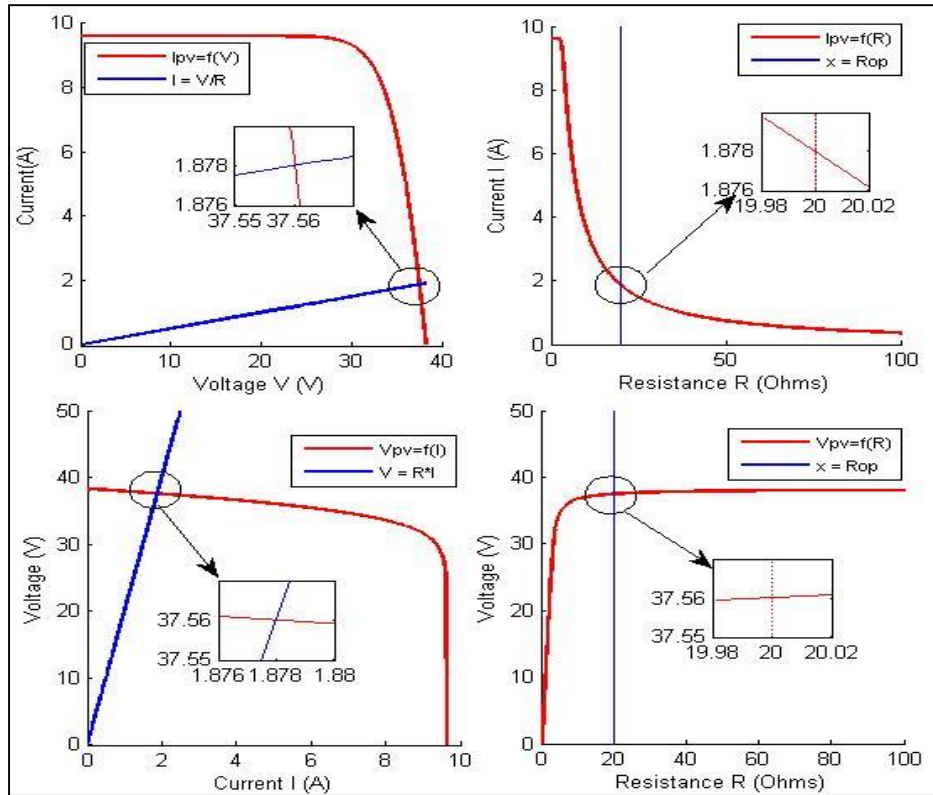 10
8
6
4
2
0
Current(A)
Ipv=f(V)
I = V/R
1.878
1.876
37.55 37.56
0 10 20 30 40
Voltage V (V)
10
8
6
4
2
0
Current I (A)
Ipv=f(R)
x = Rop
1.878
1.876
19.98 20 20.02
0 50 100
Resistance R (Ohms)
50
40
30
20
10
0
Voltage (V)
Vpv=f(I)
V = R*I
37.56
37.55
1.876 1.878 1.88
0 2 4 6 8 10
Current I (A)
50
40
30
20
10
0
Voltage (V)
Vpv=f(R)
x = Rop
37.56
37.55
19.98 20 20.02
0 20 40 60 80 100
Resistance R (Ohms)